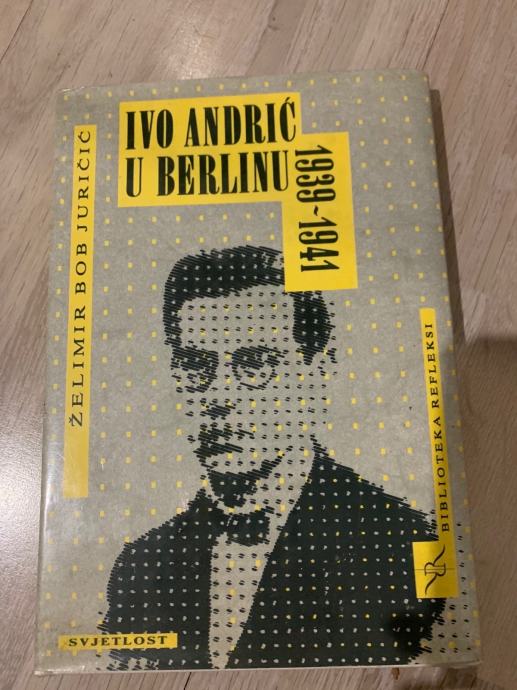 IVO ANDRIĆ
U BERLINU
1939-1941
ŽELIMIR BOB JURIČIĆ
BIBLIOTEKA REFLEKSI
SVJETLOST